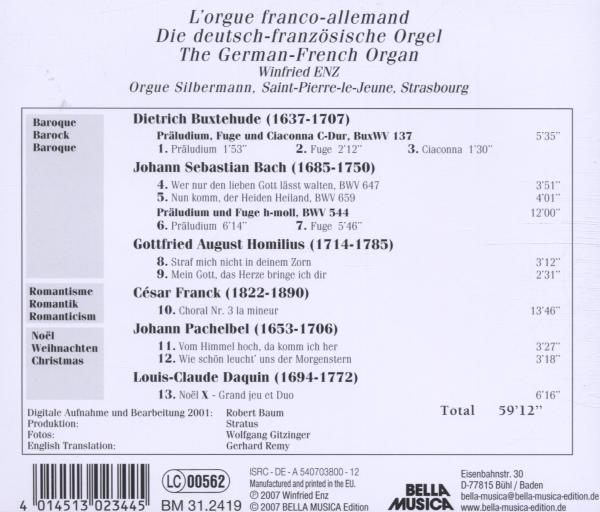 L'orgue franco-allemand
Die deutsch-französische Orgel
The German-French Organ
Winfried ENZ
Orgue Silbermann, Saint-Pierre-le-Jeune, Strasbourg
Baroque
Barock
Baroque
Dietrich Buxtehude (1637-1707)
Präludium, Fuge und Ciaconna C-Dur, BuxWV 137 5'35"
1. Präludium 1'53" 2. Fuge 2'12" 3. Ciaconna 1'30"
Johann Sebastian Bach (1685-1750)
4. Wer nur den lieben Gott lässt walten, BWV 647 3'51"
5. Nun komm, der Heiden Heiland, BWV 659 4'01"
Präludium und Fuge h-moll, BWV 544 12'00"
6. Präludium 6'14" 7. Fuge 5'46"
Gottfried August Homilius (1714-1785)
8. Straf mich nicht in deinem Zorn 3'12"
9. Mein Gott, das Herze bringe ich dir 2'31"
Romantisme
Romantik
Romanticism
César Franck (1822-1890)
10. Choral Nr. 3 la mineur 13'46"
Noël
Weihnachten
Christmas
Johann Pachelbel (1653-1706)
11. Vom Himmel hoch, da komm ich her 3'27"
12. Wie schön leucht' uns der Morgenstern 3'18"
Louis-Claude Daquin (1694-1772)
13. Noël X - Grand jeu et Duo 6'16"
Digitale Aufnahme und Bearbeitung 2001: Robert Baum
Produktion: Stratus
Fotos: Wolfgang Gitzinger
English Translation: Gerhard Remy
Total 59'12"
4 014513 023445
LC 00562
BM 31.2419
ISRC - DE - A 540703800 - 12
Manufactured and printed in the EU.
℗ 2007 Winfried Enz
© 2007 BELLA MUSICA Edition
BELLA
MUSICA
Eisenbahnstr. 30
D-77815 Bühl / Baden
bella-musica@bella-musica-edition.de
www.bella-musica-edition.de